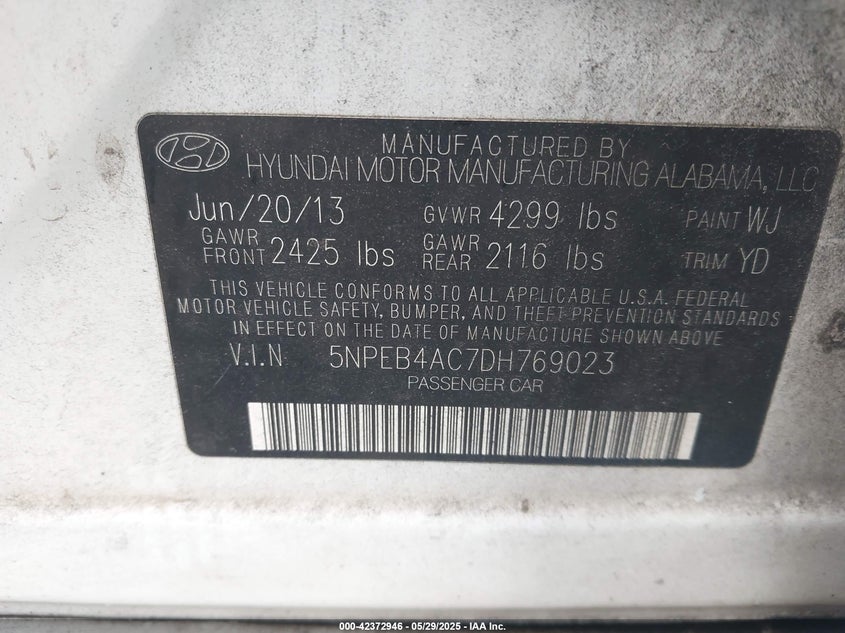 MANUFACTURED BY
HYUNDAI MOTOR MANUFACTURING ALABAMA, LLC
Jun/20/13 GVWR 4299 lbs PAINT WJ
GAWR FRONT 2425 lbs GAWR REAR 2116 lbs TRIM YD
THIS VEHICLE CONFORMS TO ALL APPLICABLE U.S.A. FEDERAL
MOTOR VEHICLE SAFETY, BUMPER, AND THEFT PREVENTION STANDARDS
IN EFFECT ON THE DATE OF MANUFACTURE SHOWN ABOVE
V.I.N 5NPEB4AC7DH769023
PASSENGER CAR
000-42372946 - 05/29/2025 - IAA Inc.